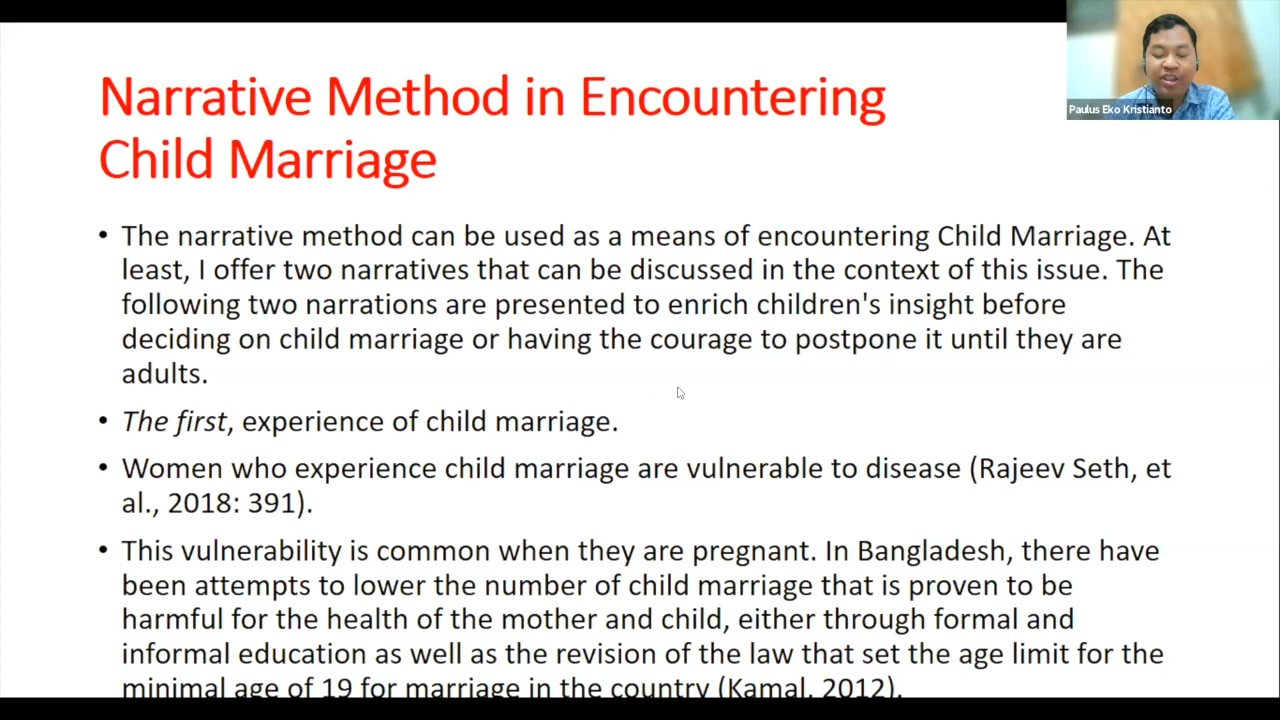 Narrative Method in Encountering
Child Marriage
Paulus Eko Kristianto
• The narrative method can be used as a means of encountering Child Marriage. At
least, I offer two narratives that can be discussed in the context of this issue. The
following two narrations are presented to enrich children's insight before
deciding on child marriage or having the courage to postpone it until they are
adults.
• The first, experience of child marriage.
• Women who experience child marriage are vulnerable to disease (Rajeev Seth, et
al., 2018: 391).
• This vulnerability is common when they are pregnant. In Bangladesh, there have
been attempts to lower the number of child marriage that is proven to be
harmful for the health of the mother and child, either through formal and
informal education as well as the revision of the law that set the age limit for the
minimal age of 19 for marriage in the country (Kamal, 2012).